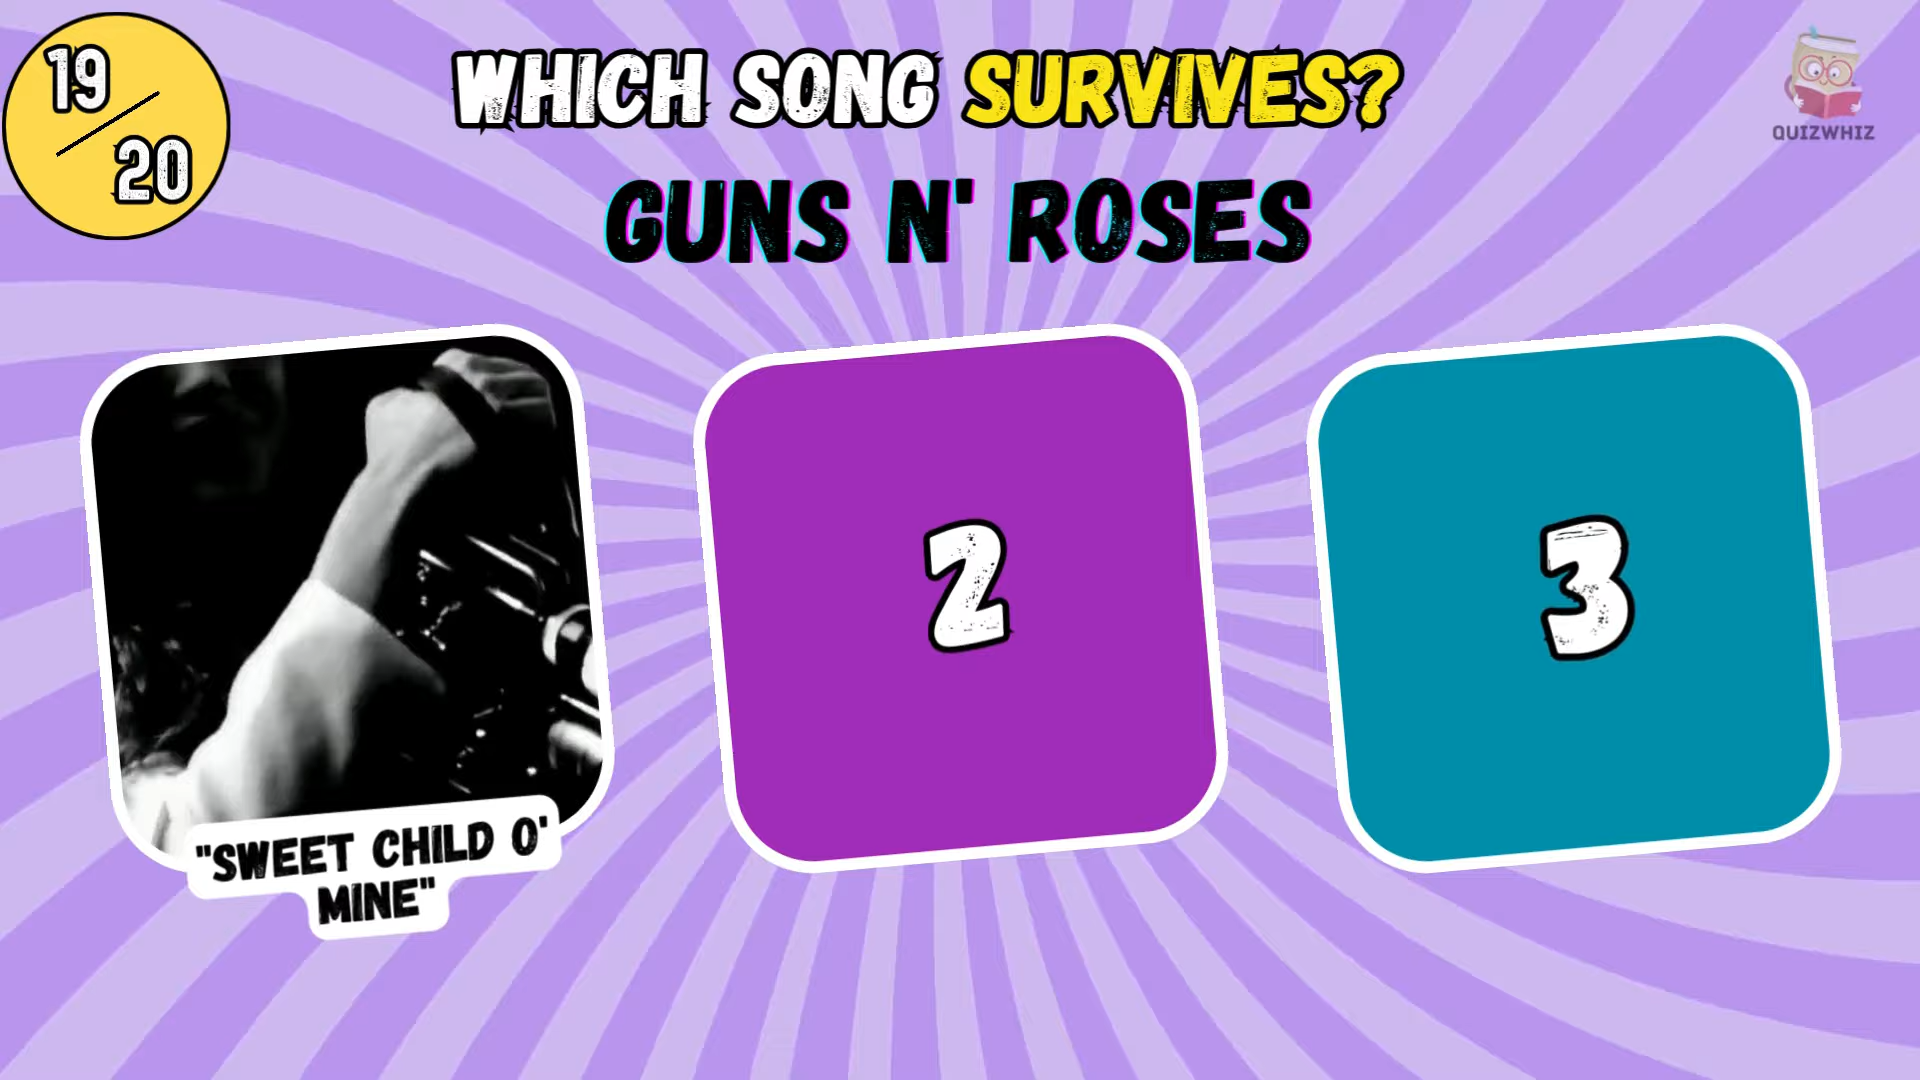 19
20
WHICH SONG SURVIVES?
QUIZWHIZ
GUNS N' ROSES
2
3
"SWEET CHILD O'
MINE"